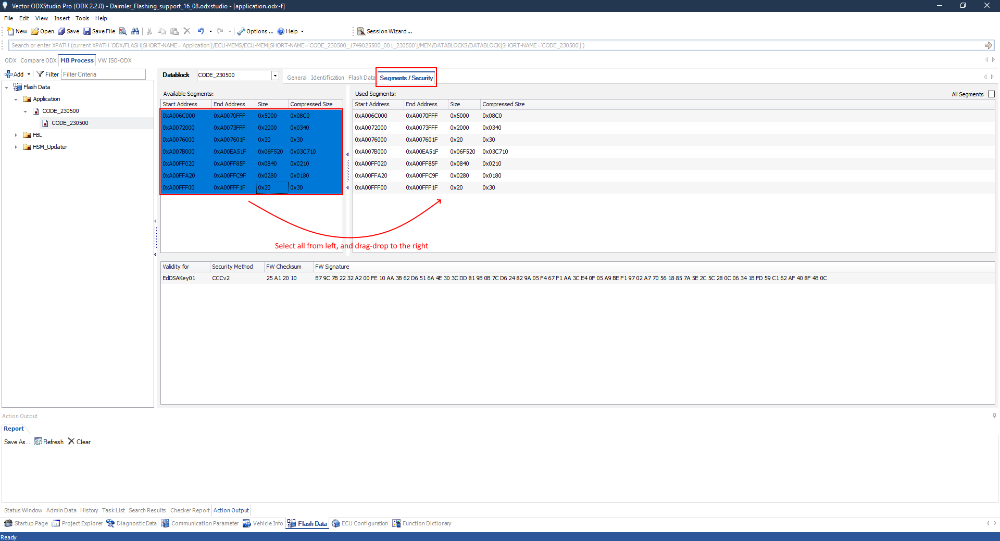 Vector ODXStudio Pro (ODX 2.2.0) - Daimler_Flashing_support_16_08.odxstudio - [application.odx-f]
File Edit View Insert Tools Help
New Open Save Save File Options ... Help Session Wizard ...
Search or enter XPATH (current XPATH 'ODX/FLASH[SHORT-NAME='Application']/ECU-MEMS/ECU-MEM[SHORT-NAME='CODE_230500_1749025500_001_230500']/MEM/DATABLOCKS/DATABLOCK[SHORT-NAME='CODE_230500']')
ODX Compare ODX MB Process VW ISO-ODX
Add Filter Filter Criteria
Flash Data
Application
CODE_230500
CODE_230500
FBL
HSM_Updater
Datablock CODE_230500 General Identification Flash Data Segments / Security
Available Segments:
Start Address End Address Size Compressed Size
0xA006C000 0xA0070FFF 0x5000 0x08C0
0xA0072000 0xA0073FFF 0x2000 0x0340
0xA0076000 0xA007601F 0x20 0x30
0xA007B000 0xA00EA51F 0x06F520 0x03C710
0xA00FF020 0xA00FF85F 0x0840 0x0210
0xA00FFA20 0xA00FFC9F 0x0280 0x0180
0xA00FFF00 0xA00FFF1F 0x20 0x30
Used Segments: All Segments
Start Address End Address Size Compressed Size
0xA006C000 0xA0070FFF 0x5000 0x08C0
0xA0072000 0xA0073FFF 0x2000 0x0340
0xA0076000 0xA007601F 0x20 0x30
0xA007B000 0xA00EA51F 0x06F520 0x03C710
0xA00FF020 0xA00FF85F 0x0840 0x0210
0xA00FFA20 0xA00FFC9F 0x0280 0x0180
0xA00FFF00 0xA00FFF1F 0x20 0x30
Select all from left, and drag-drop to the right
Validity for Security Method FW Checksum FW Signature
EdDSAKey01 CCCv2 25 A1 20 10 B7 9C 7B 22 32 A2 00 FE 10 AA 3B 62 D6 51 6A 4E 30 3C DD 81 9B 0B 7C D6 24 82 9A 05 F4 67 F1 AA 3C E4 0F 05 A9 BE F1 97 02 A7 70 56 18 85 7A 5E 2C 5C 28 0C 06 34 1B FD 59 C1 62 AF 40 8F 4B 0C
Action Output
Report
Save As... Refresh Clear
Status Window Admin Data History Task List Search Results Checker Report Action Output
Startup Page Project Explorer Diagnostic Data Communication Parameter Vehicle Info Flash Data ECU Configuration Function Dictionary
Ready